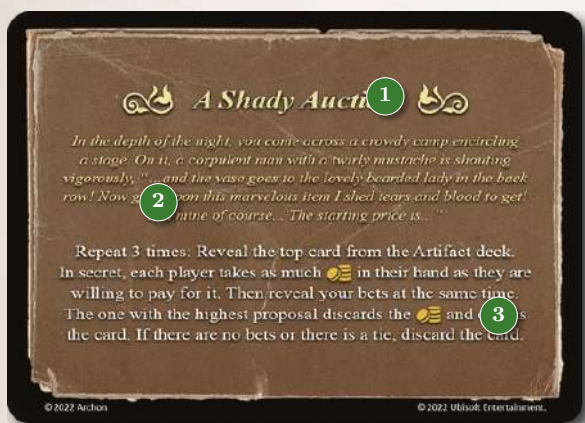 A Shady Aucti 1
In the depth of the night, you come across a crowdy camp encircling
a stage. On it, a corpulent man with a twirly mustache is shouting
vigorously, "...and the vase goes to the lovely bearded lady in the back
row! Now 2 upon this marvelous item I shed tears and blood to get!
mine of course... The starting price is..."
Repeat 3 times: Reveal the top card from the Artifact deck.
In secret, each player takes as much in their hand as they are
willing to pay for it. Then reveal your bets at the same time.
The one with the highest proposal discards the and 3
the card. If there are no bets or there is a tie, discard the card.
© 2022 Archon
© 2022 Ubisoft Entertainment.